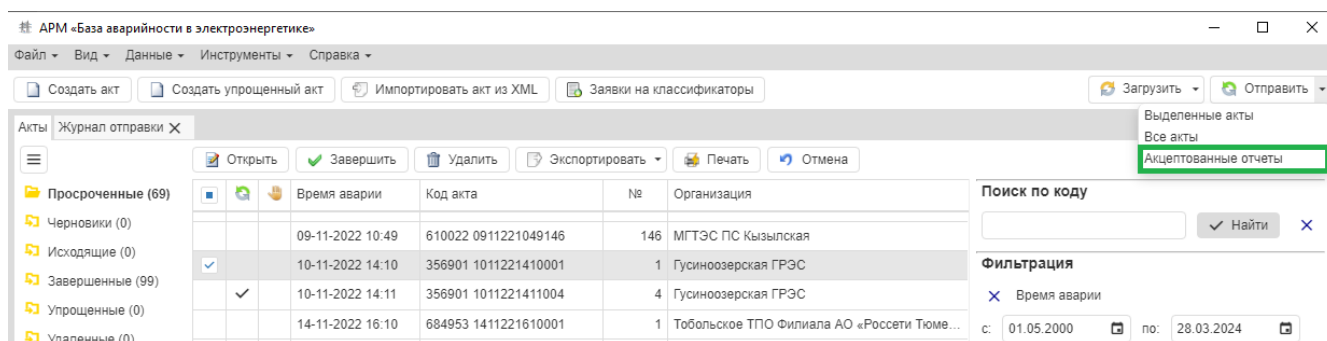 АРМ «База аварийности в электроэнергетике»
Файл Вид Данные Инструменты Справка
Создать акт Создать упрощенный акт Импортировать акт из XML Заявки на классификаторы Загрузить Отправить
Выделенные акты
Все акты
Акцептованные отчеты
Акты Журнал отправки
Открыть Завершить Удалить Экспортировать Печать Отмена
Просроченные (69)
Черновики (0)
Исходящие (0)
Завершенные (99)
Упрощенные (0)
Удаленные (0)
Время аварии Код акта № Организация
09-11-2022 10:49 610022 0911221049146 146 МГТЭС ПС Кызылская
10-11-2022 14:10 356901 1011221410001 1 Гусиноозерская ГРЭС
10-11-2022 14:11 356901 1011221411004 4 Гусиноозерская ГРЭС
14-11-2022 16:10 684953 1411221610001 1 Тобольское ТПО Филиала АО «Россети Тюме...
Поиск по коду
Найти
Фильтрация
Время аварии
с: 01.05.2000 по: 28.03.2024